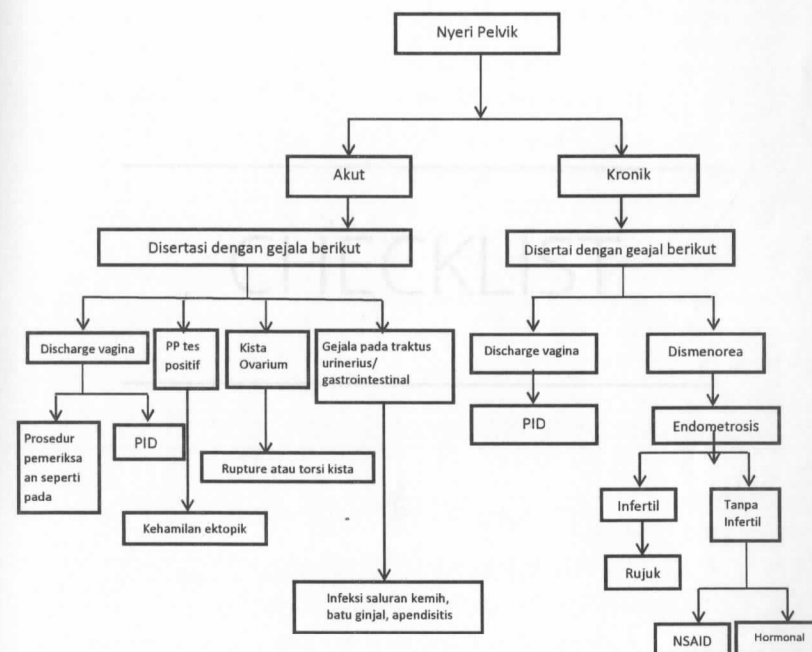 Nyeri Pelvik
Akut
Kronik
Disertasi dengan gejala berikut
Disertai dengan geajal berikut
Discharge vagina
PP tes
positif
Kista
Ovarium
Gejala pada traktus
urinerius/
gastrointestinal
Discharge vagina
Dismenorea
Prosedur
pemeriksa
an seperti
pada
PID
Rupture atau torsi kista
Kehamilan ektopik
Infeksi saluran kemih,
batu ginjal, apendisitis
PID
Endometrosis
Infertil
Tanpa
Infertil
Rujuk
NSAID
Hormonal
CHECKLIST